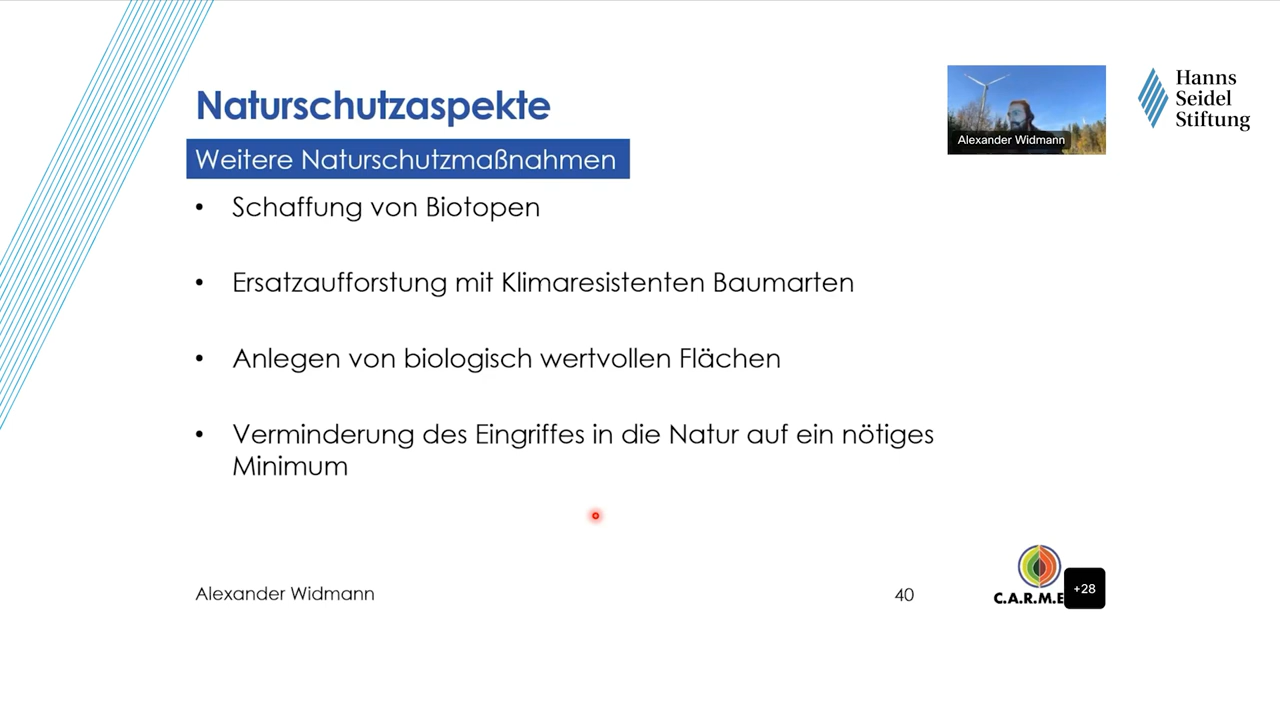 Naturschutzaspekte
Weitere Naturschutzmaßnahmen
• Schaffung von Biotopen
• Ersatzaufforstung mit Klimaresistenten Baumarten
• Anlegen von biologisch wertvollen Flächen
• Verminderung des Eingriffes in die Natur auf ein nötiges
Minimum
Alexander Widmann
40
C.A.R.M.E
+28
Alexander Widmann
Hanns
Seidel
Stiftung